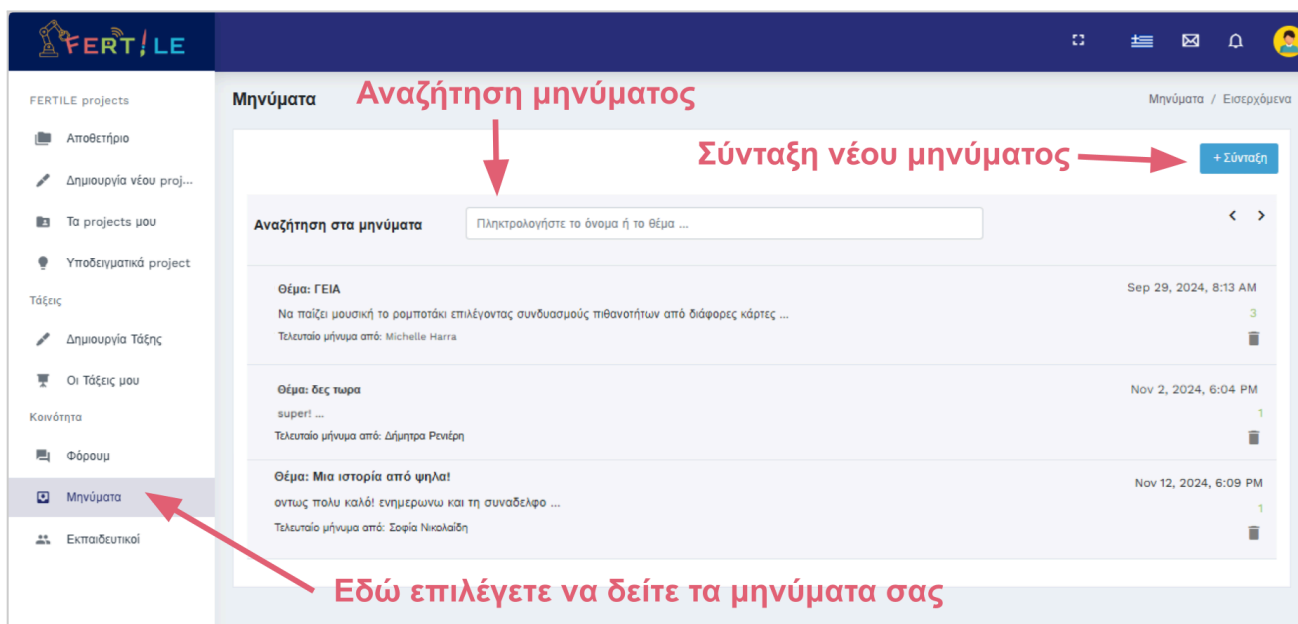 FERTILE
FERTILE projects
Αποθετήριο
Δημιουργία νέου proj...
Τα projects μου
Υποδειγματικά project
Τάξεις
Δημιουργία Τάξης
Οι Τάξεις μου
Κοινότητα
Φόρουμ
Μηνύματα
Εκπαιδευτικοί
Μηνύματα
Αναζήτηση μηνύματος
Μηνύματα / Εισερχόμενα
Σύνταξη νέου μηνύματος
+ Σύνταξη
Αναζήτηση στα μηνύματα
Πληκτρολογήστε το όνομα ή το θέμα ...
< >
Θέμα: ΓΕΙΑ
Sep 29, 2024, 8:13 AM
Να παίζει μουσική το ρομποτάκι επιλέγοντας συνδυασμούς πιθανοτήτων από διάφορες κάρτες ...
3
Τελευταίο μήνυμα από: Michelle Harra
Θέμα: δες τωρα
Nov 2, 2024, 6:04 PM
super! ...
1
Τελευταίο μήνυμα από: Δήμητρα Ρενιέρη
Θέμα: Μια ιστορία από ψηλα!
Nov 12, 2024, 6:09 PM
οντως πολυ καλό! ενημερωνω και τη συναδελφο ...
1
Τελευταίο μήνυμα από: Σοφία Νικολαίδη
Εδώ επιλέγετε να δείτε τα μηνύματα σας